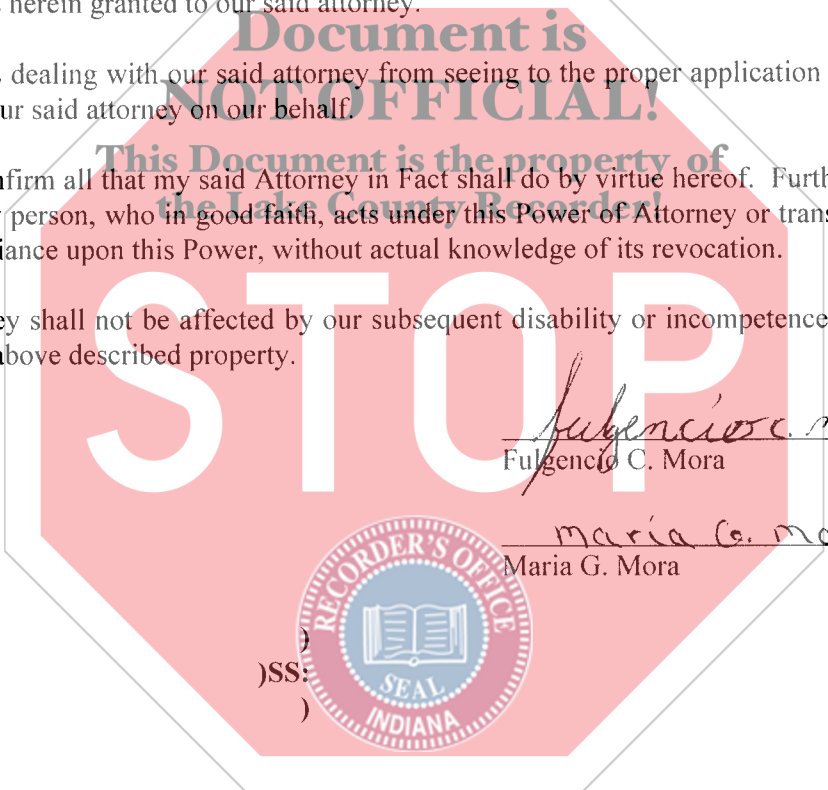 herein granted to our said attorney.
Document is
dealing with our said attorney from seeing to the proper application
NOT OFFICIAL!
ur said attorney on our behalf.
This Document is the property of
nfirm all that my said Attorney in Fact shall do by virtue hereof. Furth
the Lake County Recorder!
person, who in good faith, acts under this Power of Attorney or trans
iance upon this Power, without actual knowledge of its revocation.
ey shall not be affected by our subsequent disability or incompetence
above described property.
STOP
Fulgencio C. M
Fulgencio C. Mora
Maria G. Mo
Maria G. Mora
RECORDER'S OFFICE
)
)SS:
)
SEAL
INDIANA